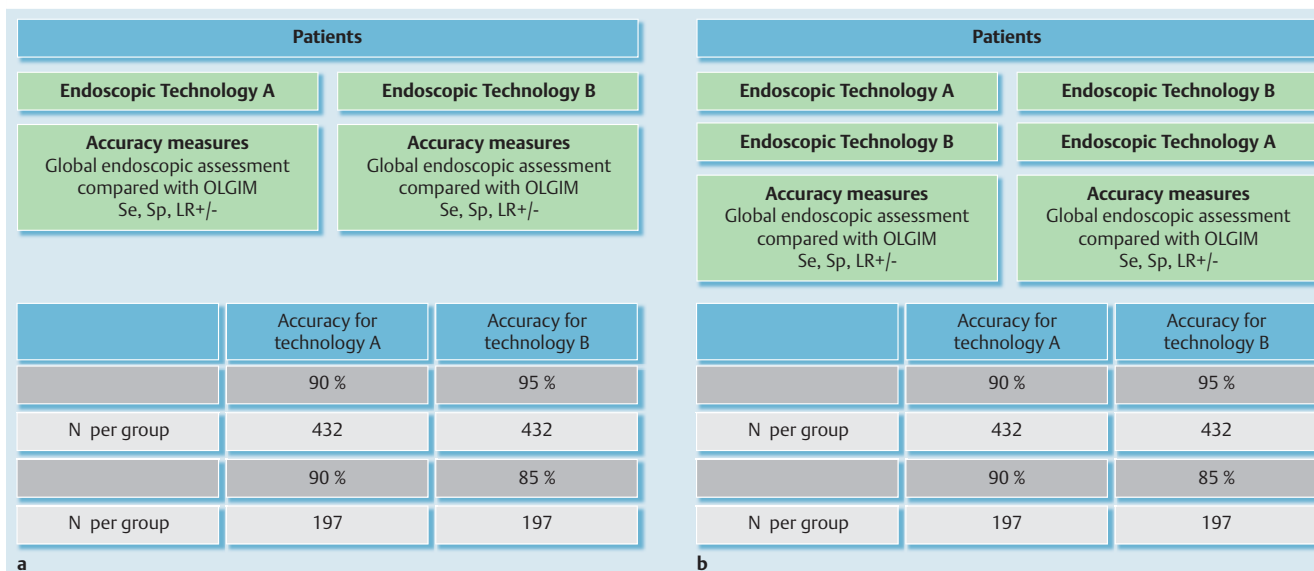 Patients
Endoscopic Technology A
Endoscopic Technology B
Accuracy measures
Global endoscopic assessment
compared with OLGIM
Se, Sp, LR+/-
Accuracy measures
Global endoscopic assessment
compared with OLGIM
Se, Sp, LR+/-
Accuracy for
technology A
Accuracy for
technology B
90 % 95 %
N per group 432 432
90 % 85 %
N per group 197 197
a
Patients
Endoscopic Technology A
Endoscopic Technology B
Endoscopic Technology B
Endoscopic Technology A
Accuracy measures
Global endoscopic assessment
compared with OLGIM
Se, Sp, LR+/-
Accuracy measures
Global endoscopic assessment
compared with OLGIM
Se, Sp, LR+/-
Accuracy for
technology A
Accuracy for
technology B
90 % 95 %
N per group 432 432
90 % 85 %
N per group 197 197
b